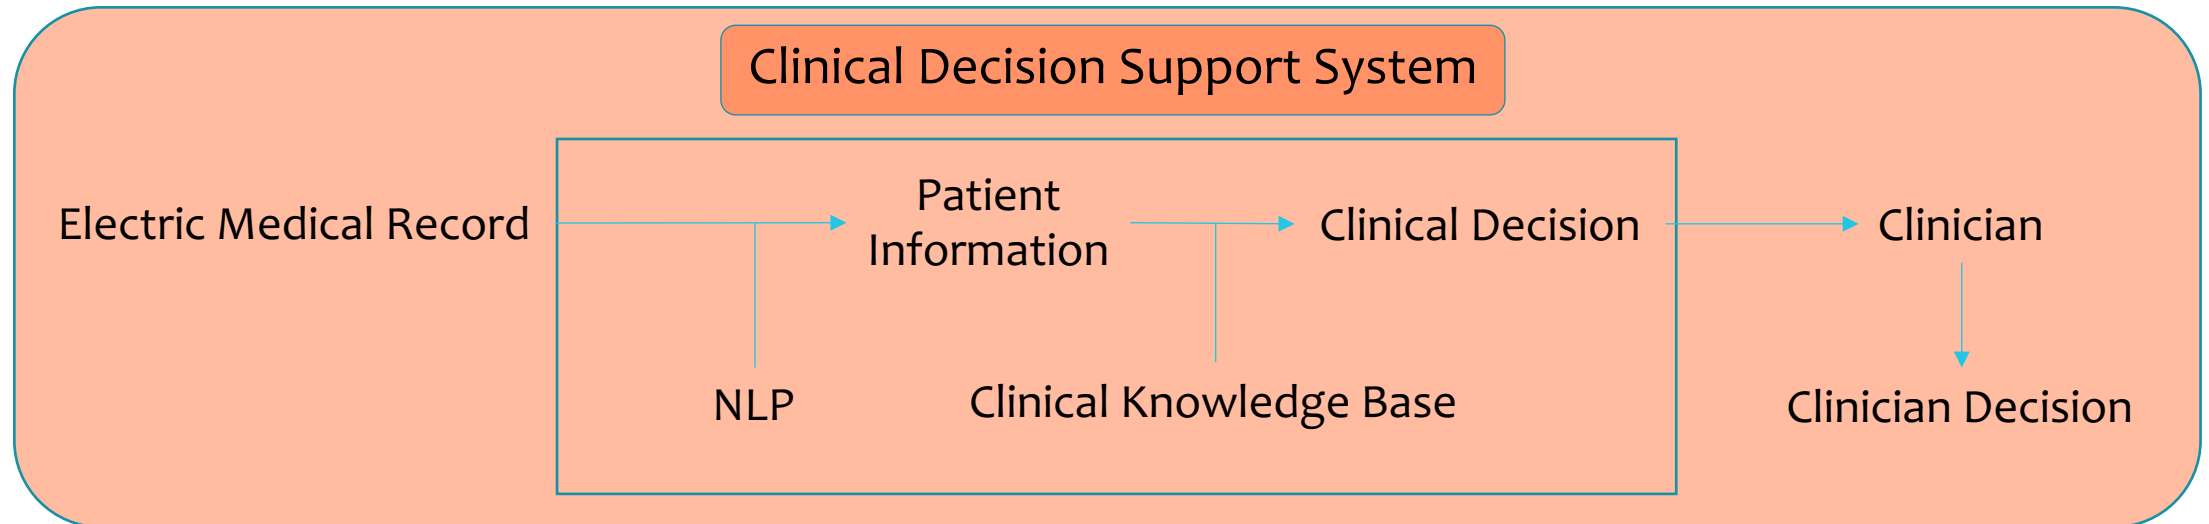 Clinical Decision Support System
Electric Medical Record
Patient
Information
Clinical Decision
Clinician
NLP
Clinical Knowledge Base
Clinician Decision